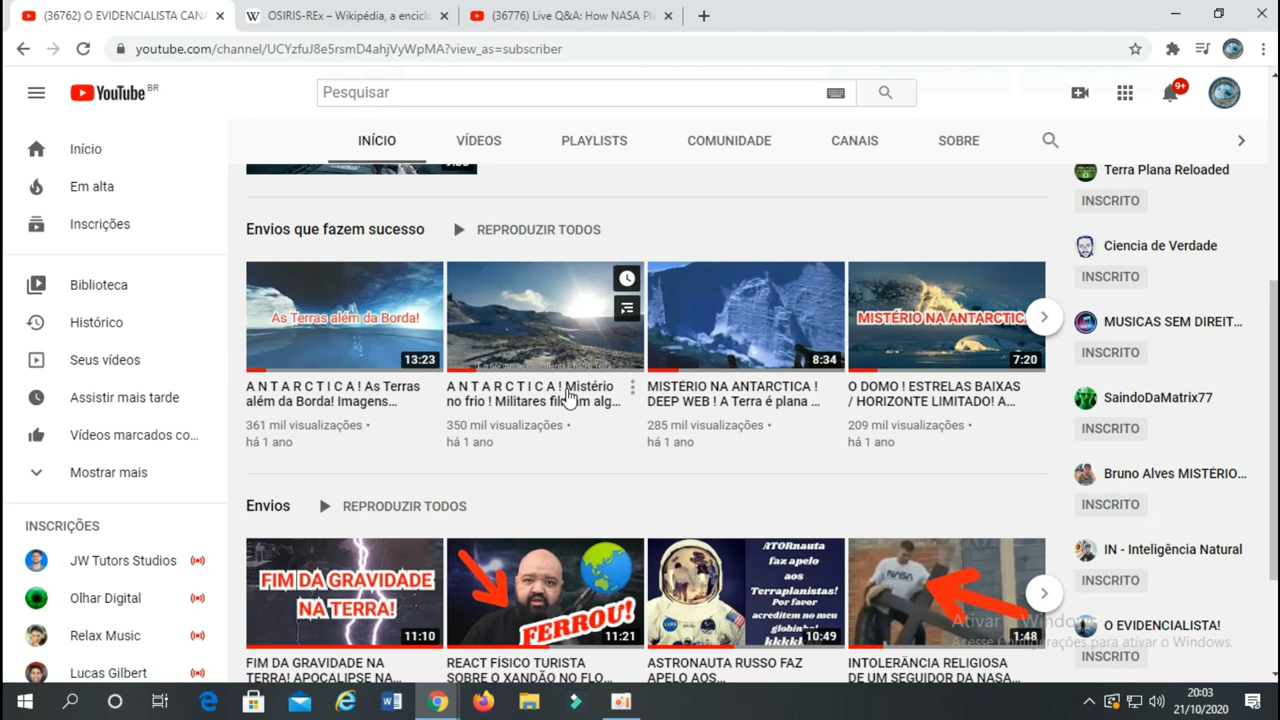 (36762) O EVIDENCIALISTA CANA
OSIRIS-REx – Wikipédia, a encicl
(36776) Live Q&A: How NASA Pl
youtube.com/channel/UCYzfuJ8e5rsmD4ahjVyWpMA?view_as=subscriber
YouTube BR
Pesquisar
9+
INÍCIO VÍDEOS PLAYLISTS COMUNIDADE CANAIS SOBRE
Início
Em alta
Inscrições
Biblioteca
Histórico
Seus vídeos
Assistir mais tarde
Vídeos marcados co...
Mostrar mais
INSCRIÇÕES
JW Tutors Studios
Olhar Digital
Relax Music
Lucas Gilbert
Envios que fazem sucesso REPRODUZIR TODOS
As Terras além da Borda!
13:23
A N T A R C T I C A ! As Terras
além da Borda! Imagens...
361 mil visualizações •
há 1 ano
A N T A R C T I C A ! Mistério
no frio ! Militares film alg...
350 mil visualizações •
há 1 ano
8:34
MISTÉRIO NA ANTARCTICA !
DEEP WEB ! A Terra é plana ...
285 mil visualizações •
há 1 ano
MISTÉRIO NA ANTARCTIC
7:20
O DOMO ! ESTRELAS BAIXAS
/ HORIZONTE LIMITADO! A...
209 mil visualizações •
há 1 ano
Envios REPRODUZIR TODOS
FIM DA GRAVIDADE
NA TERRA!
11:10
FIM DA GRAVIDADE NA
TERRA! APOCALIPSE NA...
FERROU!
11:21
REACT FÍSICO TURISTA
SOBRE O XANDÃO NO FLO...
ATORnauta
faz apelo
aos
Terraplanistas!
Por favor
acreditem no meu
globinha!
kkkkkk
10:49
ASTRONAUTA RUSSO FAZ
APELO AOS...
NASA
1:48
INTOLERÂNCIA RELIGIOSA
DE UM SEGUIDOR DA NASA...
Terra Plana Reloaded
INSCRITO
Ciencia de Verdade
INSCRITO
MUSICAS SEM DIREIT...
INSCRITO
SaindoDaMatrix77
INSCRITO
Bruno Alves MISTÉRIO...
INSCRITO
IN - Inteligência Natural
INSCRITO
O EVIDENCIALISTA!
INSCRITO
Ativar o Windows
Acesse Configurações para ativar o Windows.
20:03
21/10/2020